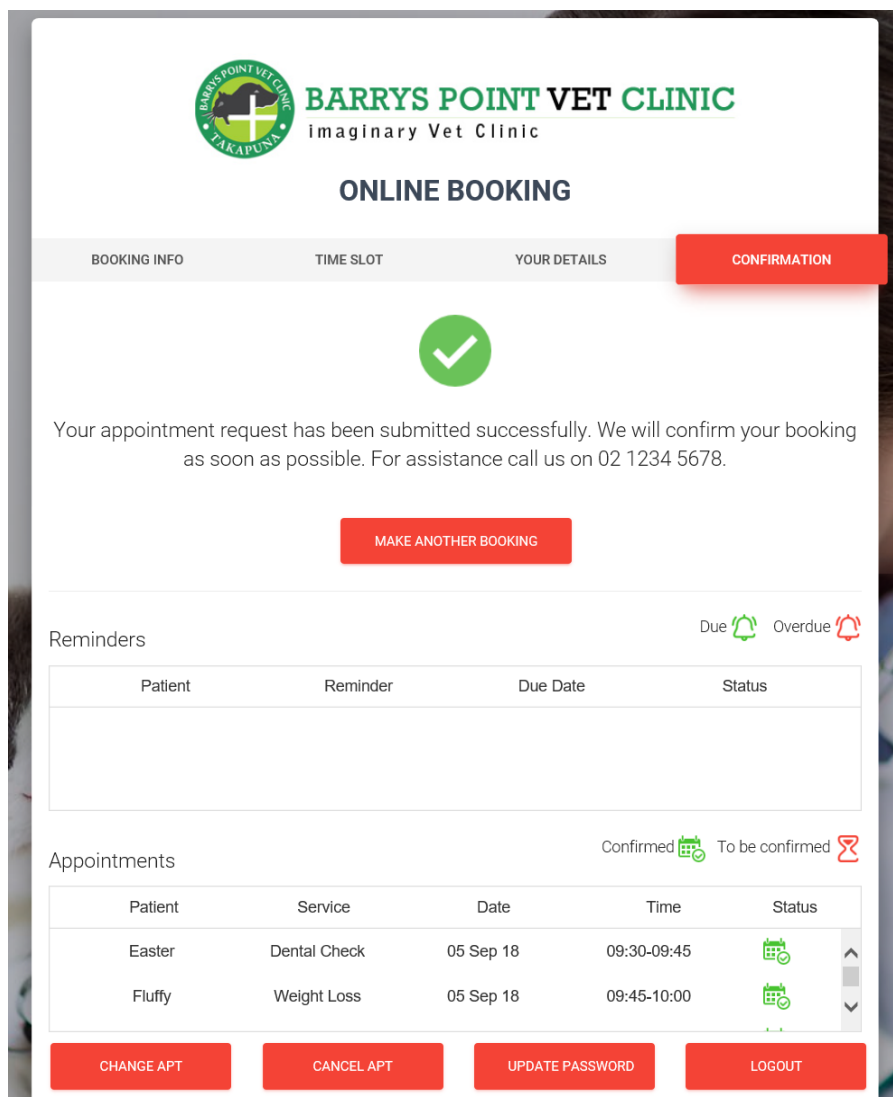 BARRYS POINT VET CLINIC
TAKAPUNA
BARRYS POINT VET CLINIC
imaginary Vet Clinic
ONLINE BOOKING
BOOKING INFO TIME SLOT YOUR DETAILS CONFIRMATION
Your appointment request has been submitted successfully. We will confirm your booking
as soon as possible. For assistance call us on 02 1234 5678.
MAKE ANOTHER BOOKING
Due Overdue
Reminders
Patient Reminder Due Date Status
Confirmed To be confirmed
Appointments
Patient Service Date Time Status
Easter Dental Check 05 Sep 18 09:30-09:45
Fluffy Weight Loss 05 Sep 18 09:45-10:00
CHANGE APT CANCEL APT UPDATE PASSWORD LOGOUT